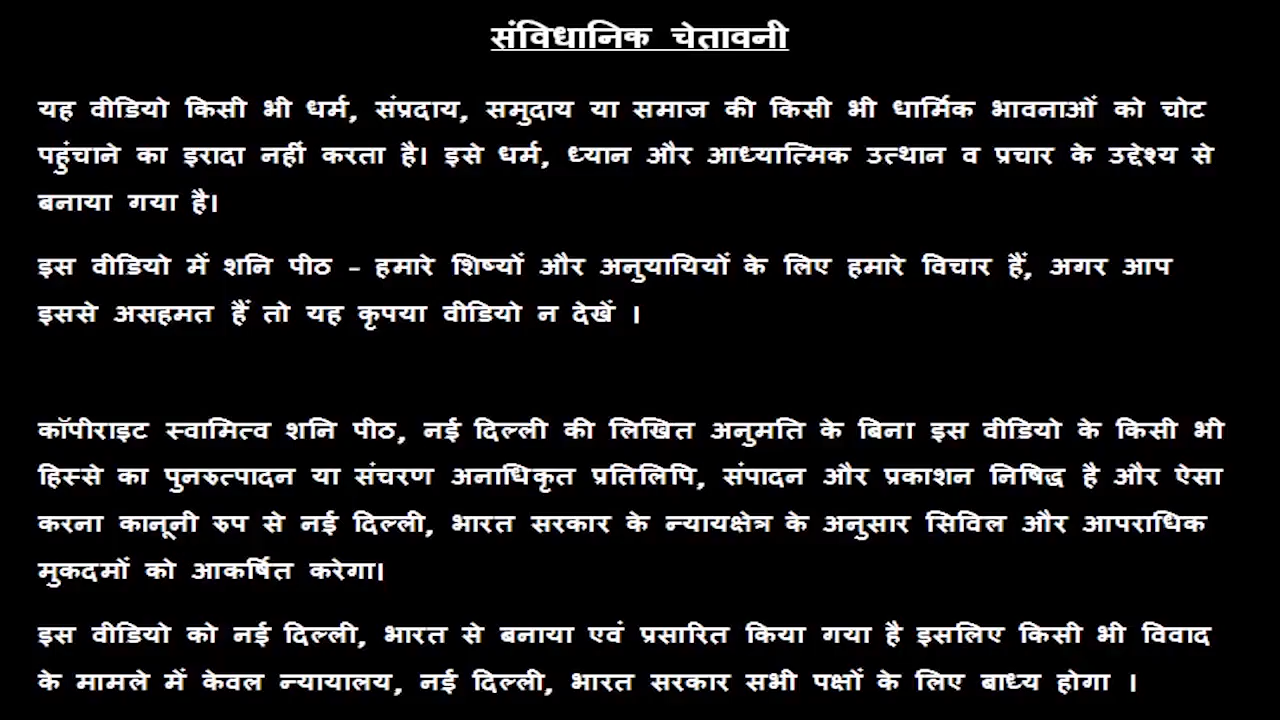 संविधानिक चेतावनी
यह वीडियो किसी भी धर्म, संप्रदाय, समुदाय या समाज की किसी भी धार्मिक भावनाओं को चोट
पहुंचाने का इरादा नहीं करता है। इसे धर्म, ध्यान और आध्यात्मिक उत्थान व प्रचार के उद्देश्य से
बनाया गया है।
इस वीडियो में शनि पीठ – हमारे शिष्यों और अनुयायियों के लिए हमारे विचार हैं, अगर आप
इससे असहमत हैं तो यह कृपया वीडियो न देखें ।
कॉपीराइट स्वामित्व शनि पीठ, नई दिल्ली की लिखित अनुमति के बिना इस वीडियो के किसी भी
हिस्से का पुनरुत्पादन या संचरण अनाधिकृत प्रतिलिपि, संपादन और प्रकाशन निषिद्ध है और ऐसा
करना कानूनी रुप से नई दिल्ली, भारत सरकार के न्यायक्षेत्र के अनुसार सिविल और आपराधिक
मुकदमों को आकर्षित करेगा।
इस वीडियो को नई दिल्ली, भारत से बनाया एवं प्रसारित किया गया है इसलिए किसी भी विवाद
के मामले में केवल न्यायालय, नई दिल्ली, भारत सरकार सभी पक्षों के लिए बाध्य होगा ।